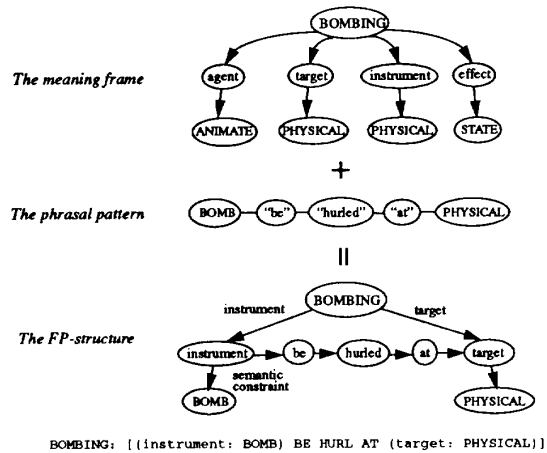 BOMBING
The meaning frame
agent target instrument effect
ANIMATE PHYSICAL PHYSICAL STATE
+
The phrasal pattern
BOMB "be" "hurled" "at" PHYSICAL
=
BOMBING
instrument target
The FP-structure
instrument be hurled at target
semantic
constraint
BOMB PHYSICAL
BOMBING: [(instrument: BOMB) BE HURL AT (target: PHYSICAL)]